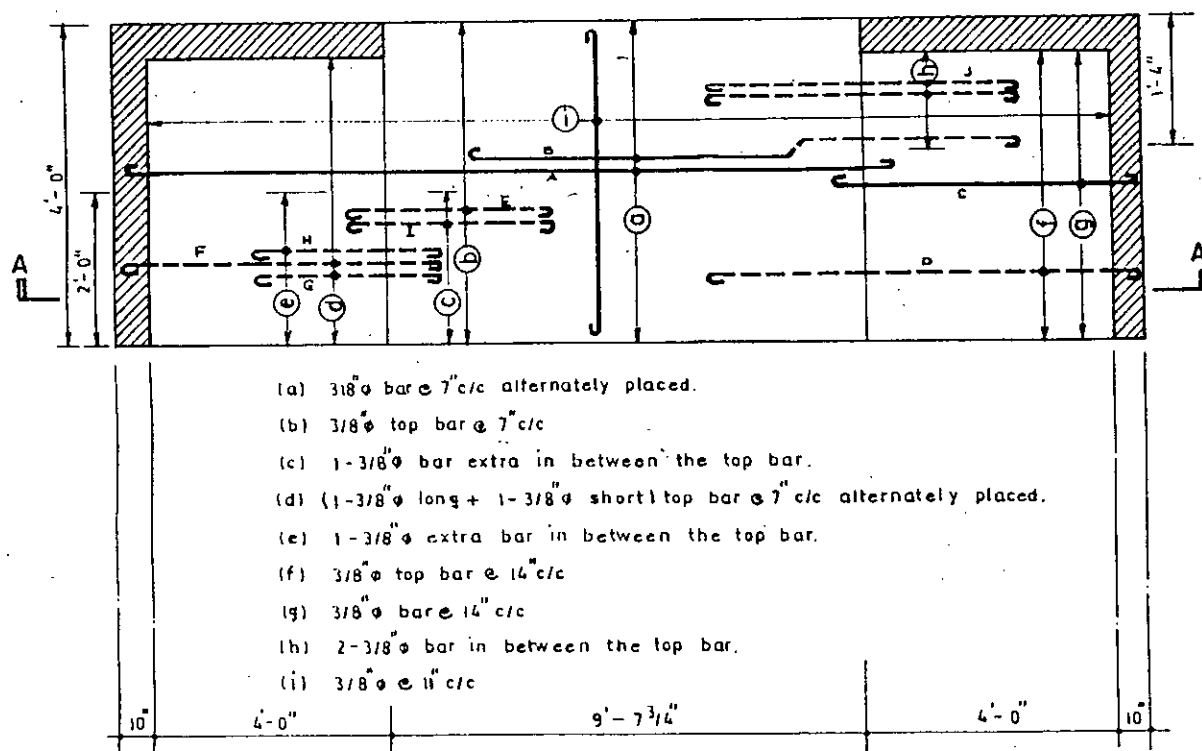 4'-0"
2'-0"
1'-4"
A
A
i
h
J
B
A
C
a
f
g
E
I
b
H
F
G
e
d
c
D
(a) 318"φ bar @ 7"c/c alternately placed.
(b) 3/8"φ top bar @ 7"c/c
(c) 1-3/8"φ bar extra in between the top bar.
(d) (1-3/8"φ long + 1-3/8"φ short) top bar @ 7"c/c alternately placed.
(e) 1-3/8"φ extra bar in between the top bar.
(f) 3/8"φ top bar @ 14"c/c
(g) 3/8"φ bar @ 14"c/c
(h) 2-3/8"φ bar in between the top bar.
(i) 3/8"φ @ 11"c/c
10" 4'-0" 9'-7 3/4" 4'-0" 10"